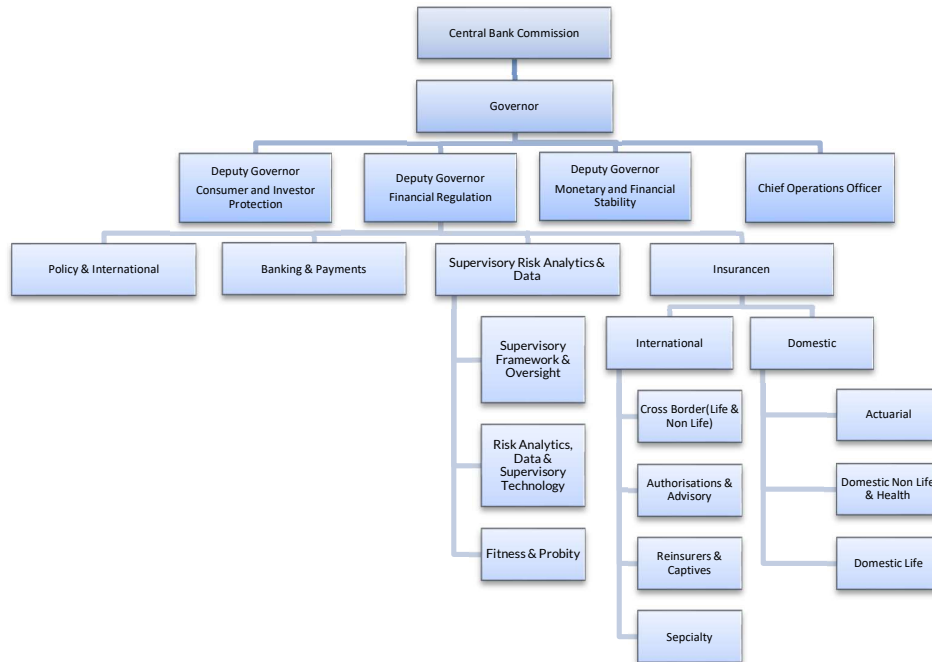 Central Bank Commission
Governor
Deputy Governor
Consumer and Investor
Protection
Deputy Governor
Financial Regulation
Deputy Governor
Monetary and Financial
Stability
Chief Operations Officer
Policy & International
Banking & Payments
Supervisory Risk Analytics &
Data
Insurancen
Supervisory
Framework &
Oversight
Risk Analytics,
Data &
Supervisory
Technology
Fitness & Probity
International
Domestic
Cross Border(Life &
Non Life)
Authorisations &
Advisory
Reinsurers &
Captives
Sepcialty
Actuarial
Domestic Non Life
& Health
Domestic Life